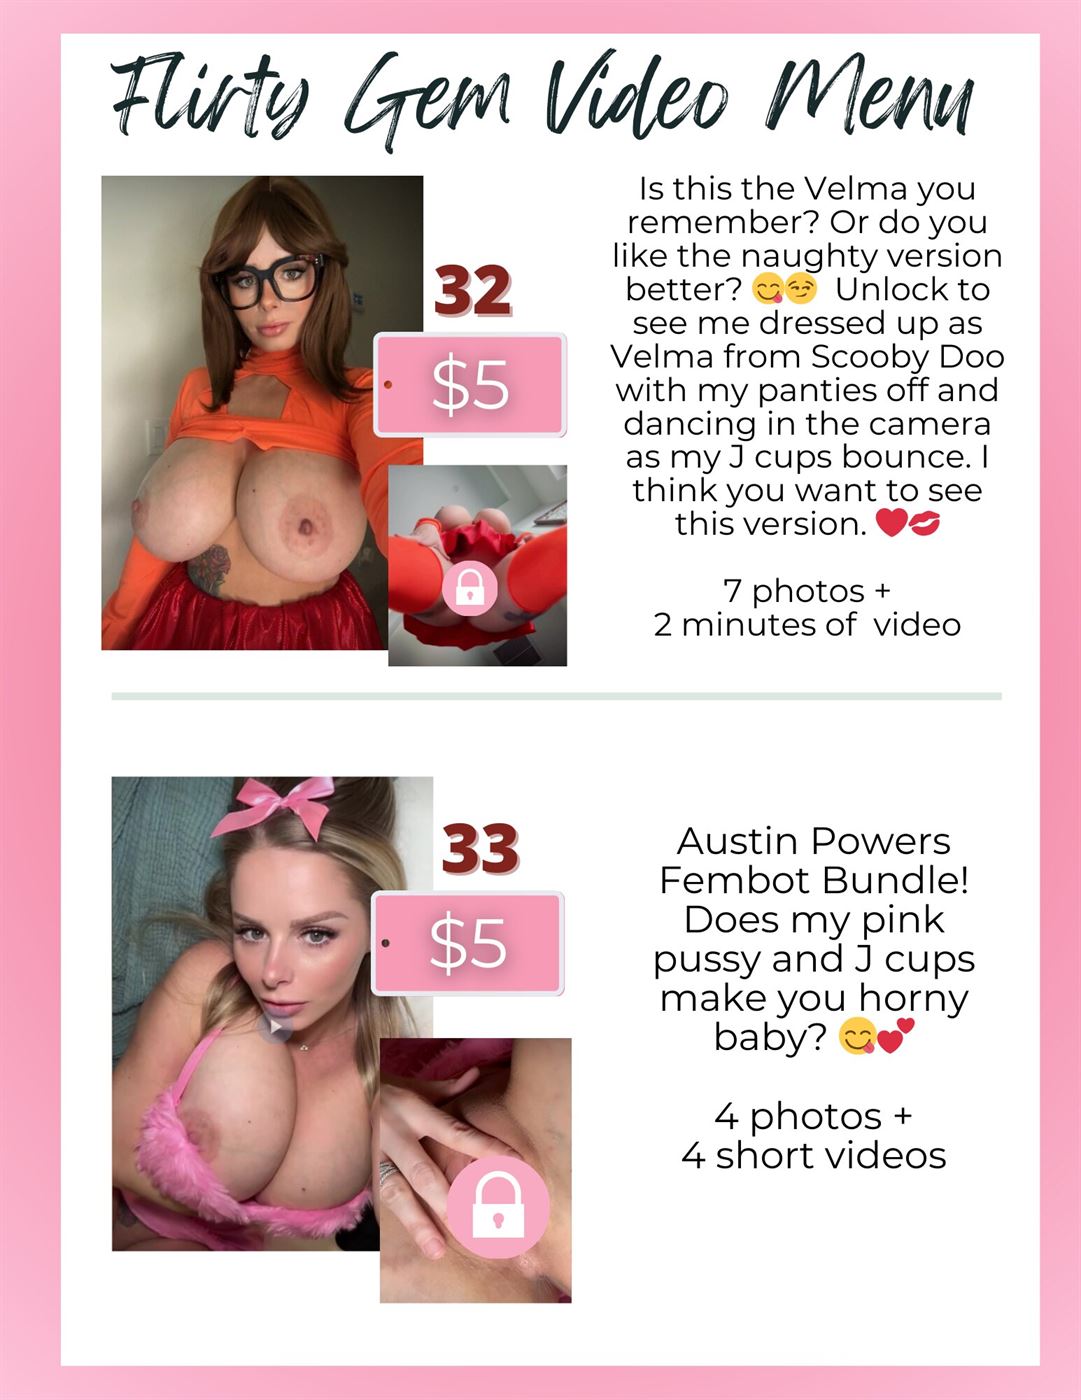 Flirty Gem Video Menu
32
$5
Is this the Velma you
remember? Or do you
like the naughty version
better? 😋😏 Unlock to
see me dressed up as
Velma from Scooby Doo
with my panties off and
dancing in the camera
as my J cups bounce. I
think you want to see
this version. ❤️💋
7 photos +
2 minutes of video
33
$5
Austin Powers
Fembot Bundle!
Does my pink
pussy and J cups
make you horny
baby? 😋💕
4 photos +
4 short videos